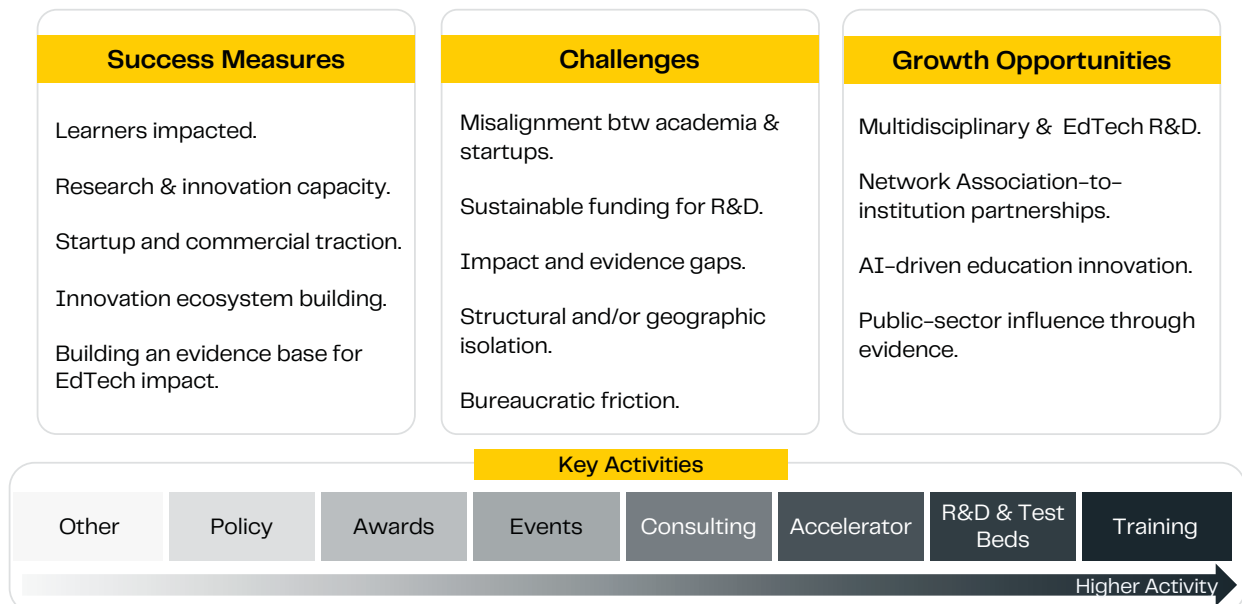 Success Measures
Learners impacted.
Research & innovation capacity.
Startup and commercial traction.
Innovation ecosystem building.
Building an evidence base for
EdTech impact.
Challenges
Misalignment btw academia &
startups.
Sustainable funding for R&D.
Impact and evidence gaps.
Structural and/or geographic
isolation.
Bureaucratic friction.
Growth Opportunities
Multidisciplinary & EdTech R&D.
Network Association-to-
institution partnerships.
AI-driven education innovation.
Public-sector influence through
evidence.
Key Activities
Other
Policy
Awards
Events
Consulting
Accelerator
R&D & Test
Beds
Training
Higher Activity